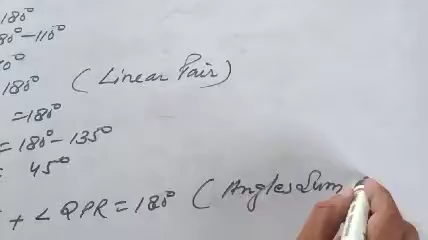 180°
80° - 110°
0°
180° (Linear Pair)
= 180°
= 180° - 135°
45°
+ ∠QPR = 180° (Angles Sum